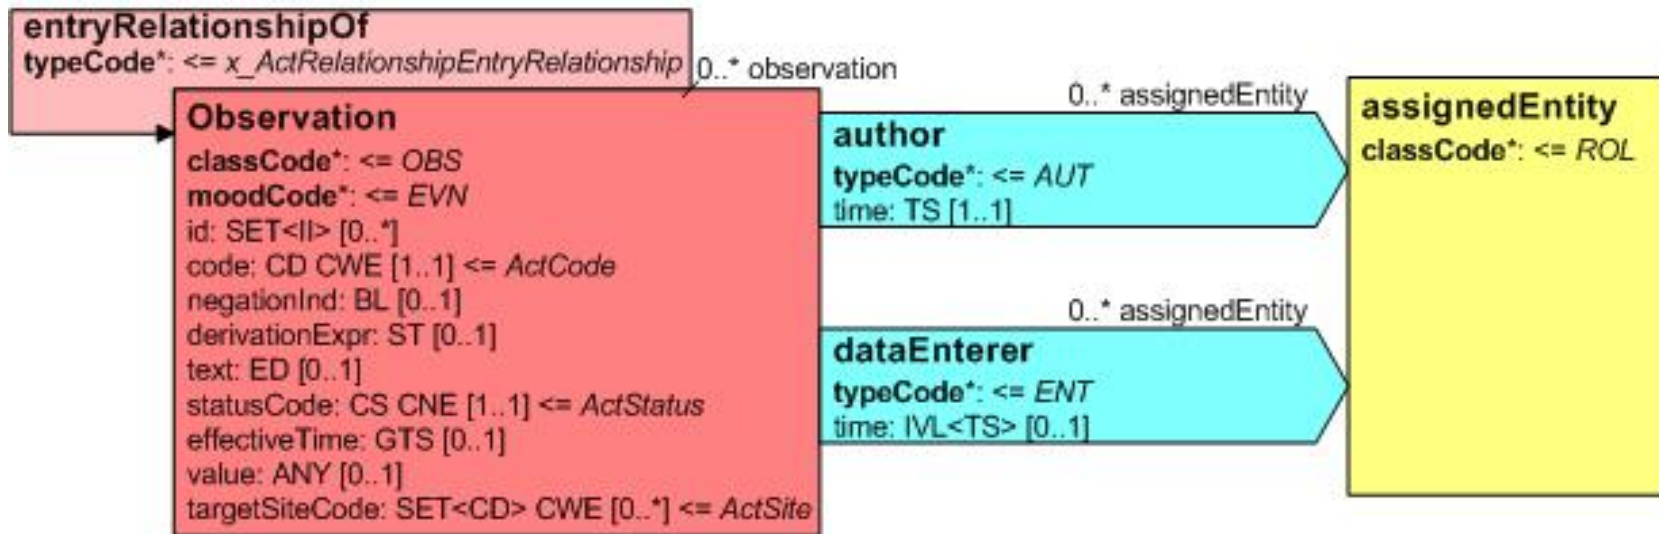 entryRelationshipOf
typeCode*: <= x_ActRelationshipEntryRelationship
0..* observation
Observation
classCode*: <= OBS
moodCode*: <= EVN
id: SET<II> [0..*]
code: CD CWE [1..1] <= ActCode
negationInd: BL [0..1]
derivationExpr: ST [0..1]
text: ED [0..1]
statusCode: CS CNE [1..1] <= ActStatus
effectiveTime: GTS [0..1]
value: ANY [0..1]
targetSiteCode: SET<CD> CWE [0..*] <= ActSite
0..* assignedEntity
author
typeCode*: <= AUT
time: TS [1..1]
0..* assignedEntity
dataEnterer
typeCode*: <= ENT
time: IVL<TS> [0..1]
assignedEntity
classCode*: <= ROL